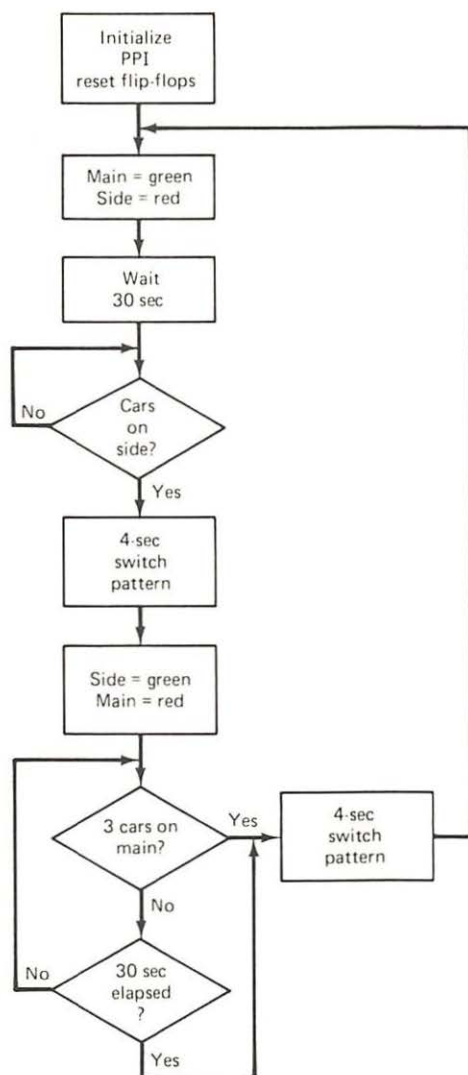 Initialize
PPI
reset flip-flops
Main = green
Side = red
Wait
30 sec
Cars
on
side?
No
Yes
4-sec
switch
pattern
Side = green
Main = red
3 cars on
main?
Yes
4-sec
switch
pattern
No
30 sec
elapsed
?
No
Yes